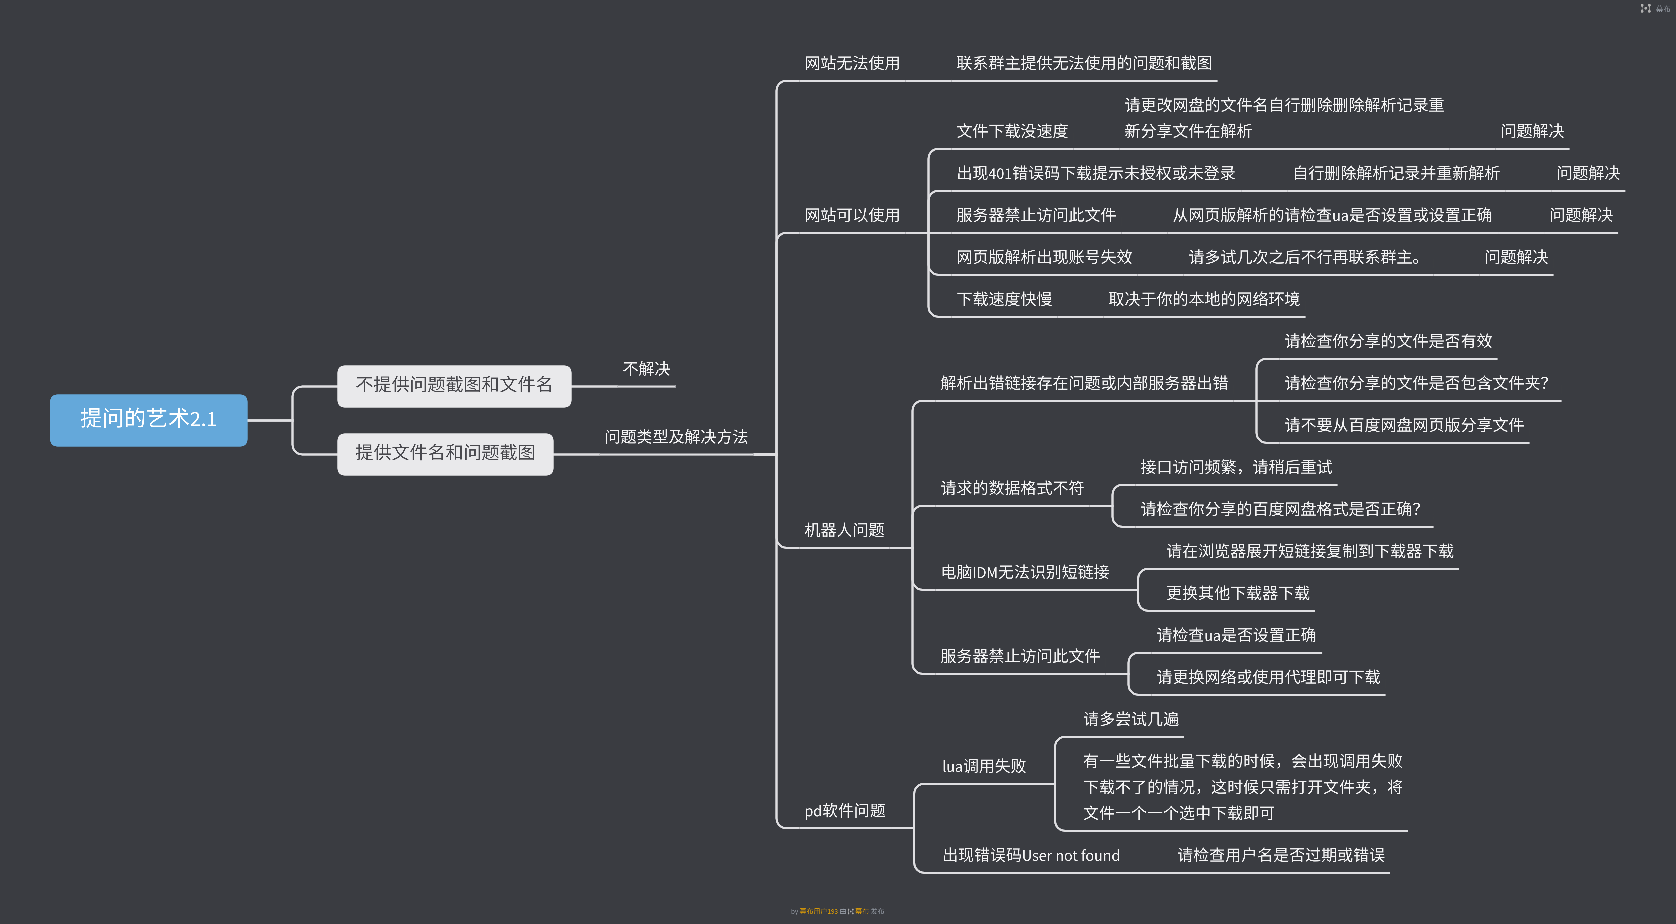 幕布
提问的艺术2.1
不提供问题截图和文件名
不解决
提供文件名和问题截图
问题类型及解决方法
网站无法使用
联系群主提供无法使用的问题和截图
网站可以使用
文件下载没速度
请更改网盘的文件名自行删除删除解析记录重
新分享文件在解析
问题解决
出现401错误码下载提示未授权或未登录
自行删除解析记录并重新解析
问题解决
服务器禁止访问此文件
从网页版解析的请检查ua是否设置或设置正确
问题解决
网页版解析出现账号失效
请多试几次之后不行再联系群主。
问题解决
下载速度快慢
取决于你的本地的网络环境
机器人问题
解析出错链接存在问题或内部服务器出错
请检查你分享的文件是否有效
请检查你分享的文件是否包含文件夹?
请不要从百度网盘网页版分享文件
请求的数据格式不符
接口访问频繁，请稍后重试
请检查你分享的百度网盘格式是否正确?
电脑IDM无法识别短链接
请在浏览器展开短链接复制到下载器下载
更换其他下载器下载
服务器禁止访问此文件
请检查ua是否设置正确
请更换网络或使用代理即可下载
pd软件问题
lua调用失败
请多尝试几遍
有一些文件批量下载的时候，会出现调用失败
下载不了的情况，这时候只需打开文件夹，将
文件一个一个选中下载即可
出现错误码User not found
请检查用户名是否过期或错误